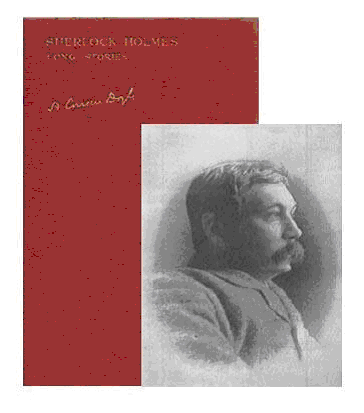 SHERLOCK HOLMES
LONG STORIES
A Conan Doyle